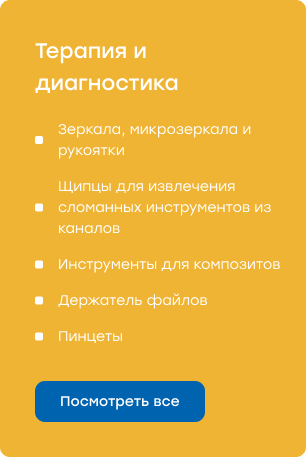 Терапия и
диагностика
Зеркала, микрозеркала и
рукоятки
Щипцы для извлечения
сломанных инструментов из
каналов
Инструменты для композитов
Держатель файлов
Пинцеты
Посмотреть все